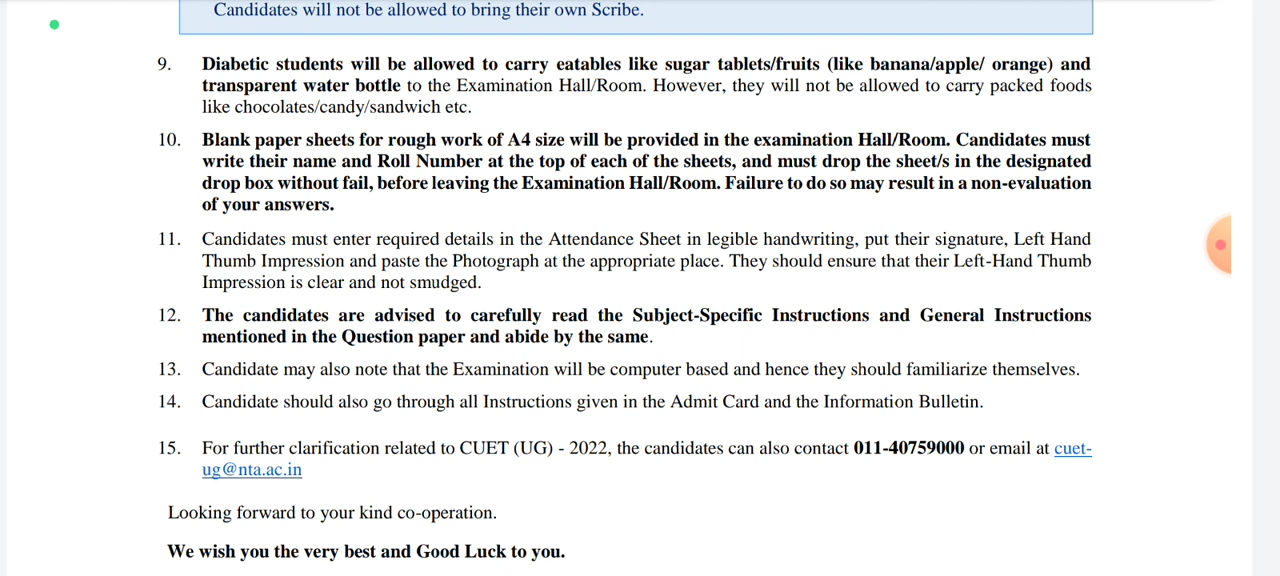 Candidates will not be allowed to bring their own Scribe.
9. Diabetic students will be allowed to carry eatables like sugar tablets/fruits (like banana/apple/ orange) and
transparent water bottle to the Examination Hall/Room. However, they will not be allowed to carry packed foods
like chocolates/candy/sandwich etc.
10. Blank paper sheets for rough work of A4 size will be provided in the examination Hall/Room. Candidates must
write their name and Roll Number at the top of each of the sheets, and must drop the sheet/s in the designated
drop box without fail, before leaving the Examination Hall/Room. Failure to do so may result in a non-evaluation
of your answers.
11. Candidates must enter required details in the Attendance Sheet in legible handwriting, put their signature, Left Hand
Thumb Impression and paste the Photograph at the appropriate place. They should ensure that their Left-Hand Thumb
Impression is clear and not smudged.
12. The candidates are advised to carefully read the Subject-Specific Instructions and General Instructions
mentioned in the Question paper and abide by the same.
13. Candidate may also note that the Examination will be computer based and hence they should familiarize themselves.
14. Candidate should also go through all Instructions given in the Admit Card and the Information Bulletin.
15. For further clarification related to CUET (UG) - 2022, the candidates can also contact 011-40759000 or email at cuet-
ug@nta.ac.in
Looking forward to your kind co-operation.
We wish you the very best and Good Luck to you.